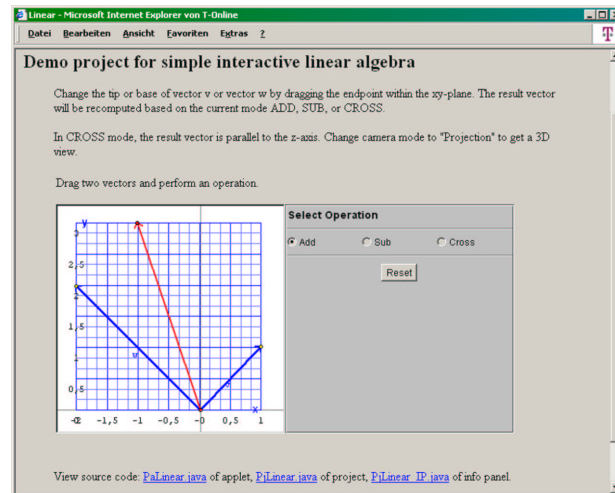 Linear - Microsoft Internet Explorer von T-Online
Datei Bearbeiten Ansicht Favoriten Extras ?
T
Demo project for simple interactive linear algebra
Change the tip or base of vector v or vector w by dragging the endpoint within the xy-plane. The result vector
will be recomputed based on the current mode ADD, SUB, or CROSS.
In CROSS mode, the result vector is parallel to the z-axis. Change camera mode to "Projection" to get a 3D
view.
Drag two vectors and perform an operation.
Select Operation
Add Sub Cross
Reset
y
3
2,5
2
1,5
1
0,5
x
-1,5 -1 -0,5 -0 0,5 1
View source code: PaLinear.java of applet, PjLinear.java of project, PjLinear_IP.java of info panel.